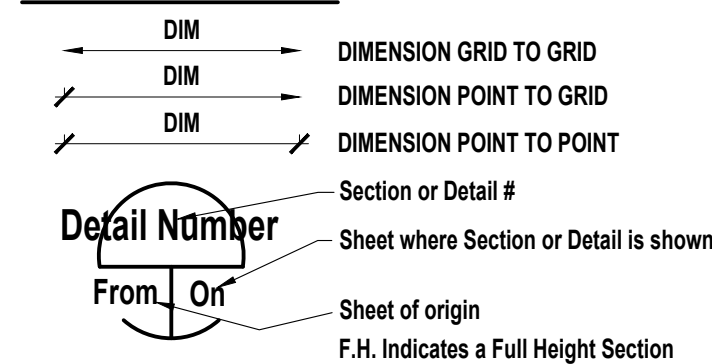 DIM
DIMENSION GRID TO GRID
DIM
DIMENSION POINT TO GRID
DIM
DIMENSION POINT TO POINT
Section or Detail #
Detail Number
Sheet where Section or Detail is shown
From On
Sheet of origin
F.H. Indicates a Full Height Section